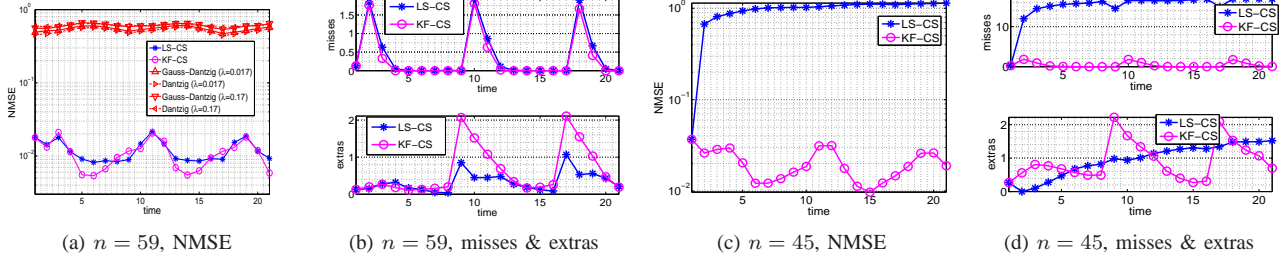 10^0
10^-1
10^-2
NMSE
5 10 15 20
time
LS-CS
KF-CS
Gauss-Dantzig (λ=0.017)
Dantzig (λ=0.017)
Gauss-Dantzig (λ=0.17)
Dantzig (λ=0.17)
(a) n = 59, NMSE
1.5
1
0.5
0
misses
5 10 15 20
time
LS-CS
KF-CS
2
1
0
extras
5 10 15 20
time
LS-CS
KF-CS
(b) n = 59, misses & extras
10^0
10^-1
10^-2
NMSE
5 10 15 20
time
LS-CS
KF-CS
(c) n = 45, NMSE
10
0
misses
5 10 15 20
time
LS-CS
KF-CS
2
1
0
extras
5 10 15 20
time
LS-CS
KF-CS
(d) n = 45, misses & extras